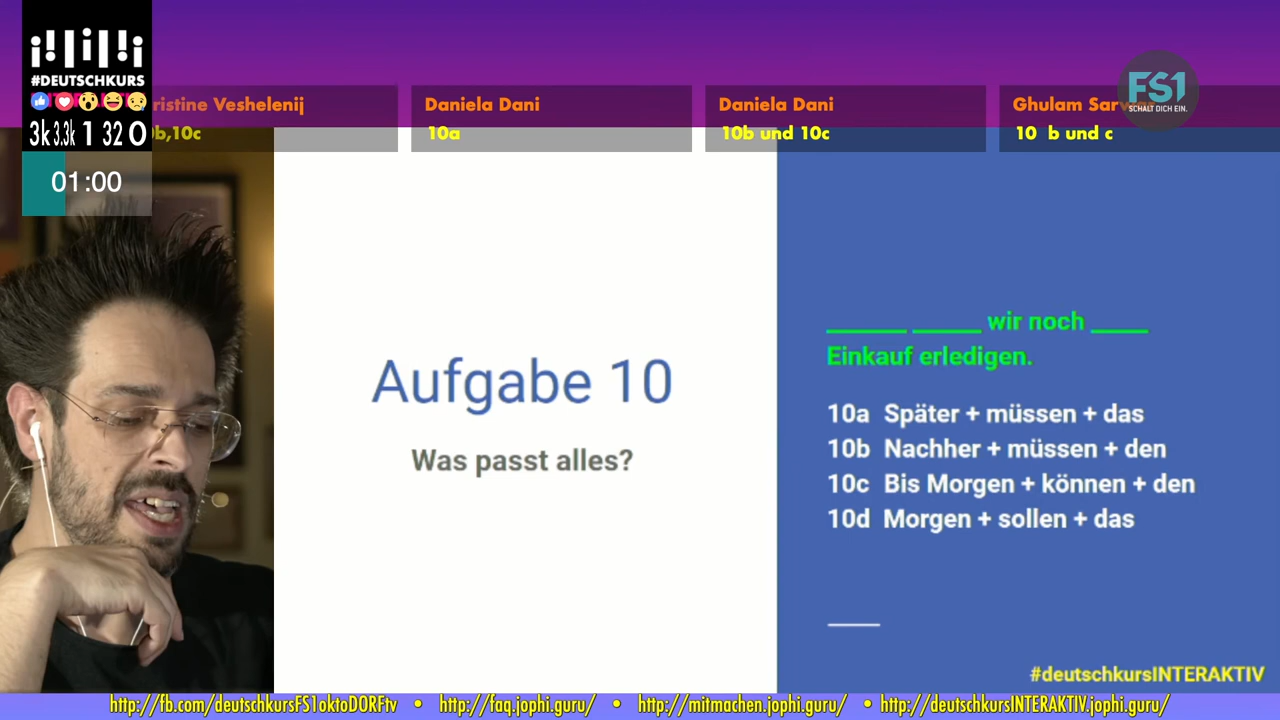 #DEUTSCHKURS
3k 3.3k 1 32 0
01:00
ristine Veshelenij
b,10c
Daniela Dani
10a
Daniela Dani
10b und 10c
Ghulam
10 b und c
FS1
SCHALT DICH EIN.
Aufgabe 10
Was passt alles?
______ _____ wir noch ____
Einkauf erledigen.
10a Später + müssen + das
10b Nachher + müssen + den
10c Bis Morgen + können + den
10d Morgen + sollen + das
#deutschkursINTERAKTIV
http://fb.com/deutschkursFS1oktoDORFtv • http://faq.jophi.guru/ • http://mitmachen.jophi.guru/ • http://deutschkursINTERAKTIV.jophi.guru/